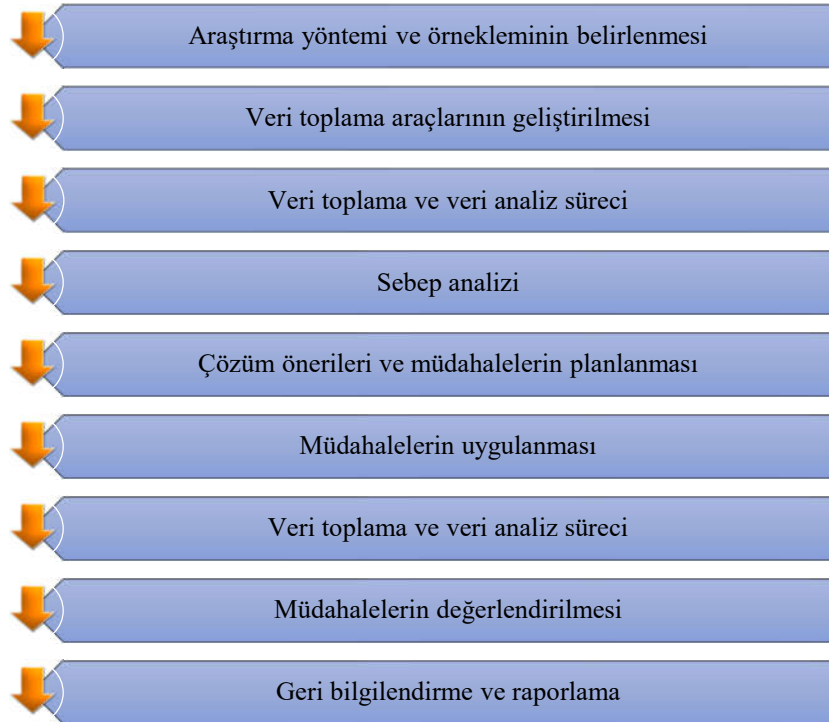 Araştırma yöntemi ve örnekleminin belirlenmesi
Veri toplama araçlarının geliştirilmesi
Veri toplama ve veri analiz süreci
Sebep analizi
Çözüm önerileri ve müdahalelerin planlanması
Müdahalelerin uygulanması
Veri toplama ve veri analiz süreci
Müdahalelerin değerlendirilmesi
Geri bilgilendirme ve raporlama